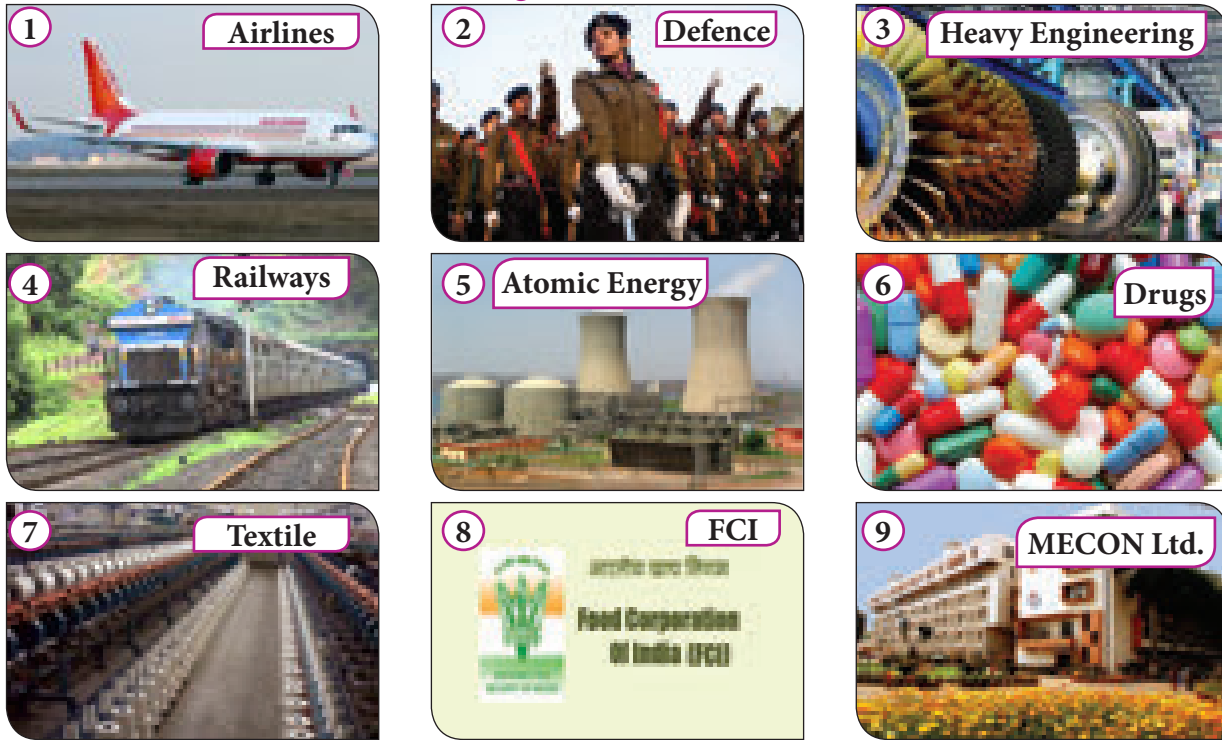 1
Airlines
2
Defence
3
Heavy Engineering
4
Railways
5
Atomic Energy
6
Drugs
7
Textile
8
FCI
Food Corporation
Of India (FCI)
9
MECON Ltd.